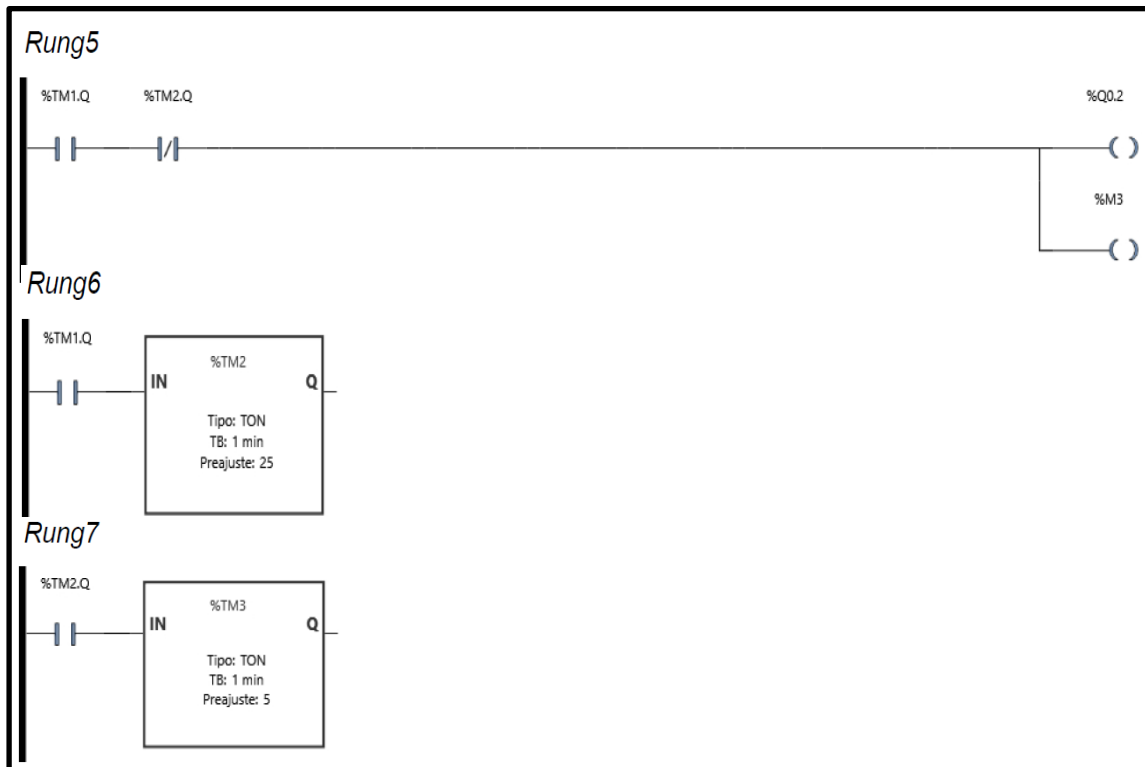 Rung5
%TM1.Q %TM2.Q %Q0.2
%M3
Rung6
%TM1.Q
%TM2
IN Q
Tipo: TON
TB: 1 min
Preajuste: 25
Rung7
%TM2.Q
%TM3
IN Q
Tipo: TON
TB: 1 min
Preajuste: 5